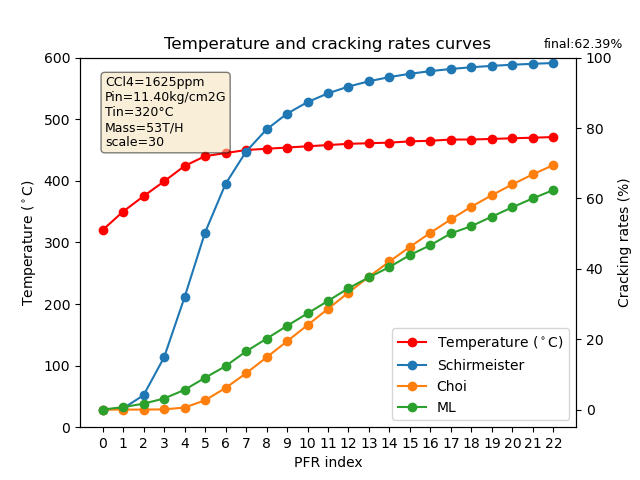 Temperature and cracking rates curves
final:62.39%
CCl4=1625ppm
Pin=11.40kg/cm2G
Tin=320°C
Mass=53T/H
scale=30
600
500
400
300
200
100
0
Temperature (°C)
100
80
60
40
20
0
Cracking rates (%)
Temperature (°C)
Schirmeister
Choi
ML
0 1 2 3 4 5 6 7 8 9 10 11 12 13 14 15 16 17 18 19 20 21 22
PFR index